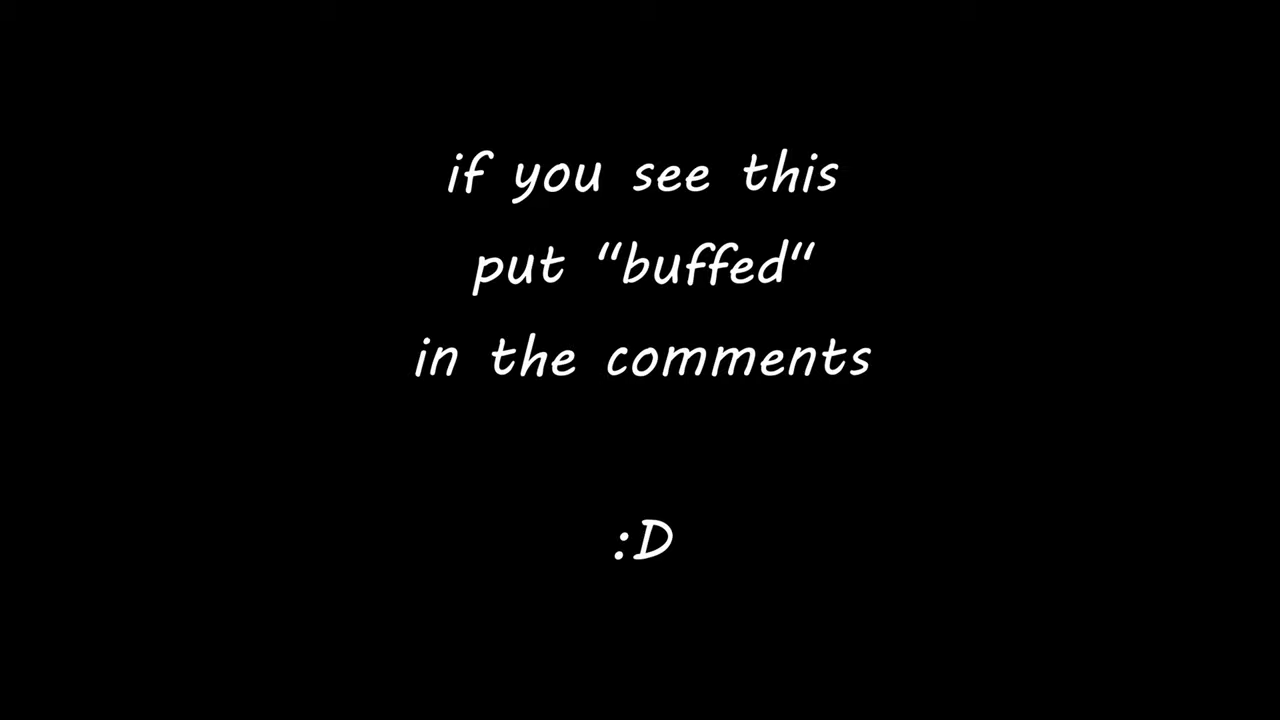 if you see this
put “buffed“
in the comments
:D